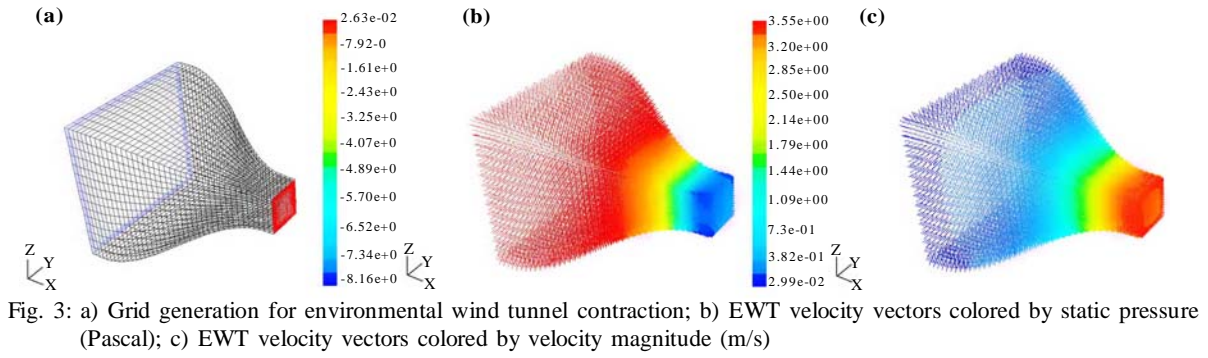 (a)
2.63e-02
-7.92-0
-1.61e+0
-2.43e+0
-3.25e+0
-4.07e+0
-4.89e+0
-5.70e+0
-6.52e+0
-7.34e+0
-8.16e+0
Z
Y
X
(b)
3.55e+00
3.20e+00
2.85e+00
2.50e+00
2.14e+00
1.79e+00
1.44e+00
1.09e+00
7.3e-01
3.82e-01
2.99e-02
Z
Y
X
(c)
Z
Y
X
Fig. 3: a) Grid generation for environmental wind tunnel contraction; b) EWT velocity vectors colored by static pressure
(Pascal); c) EWT velocity vectors colored by velocity magnitude (m/s)